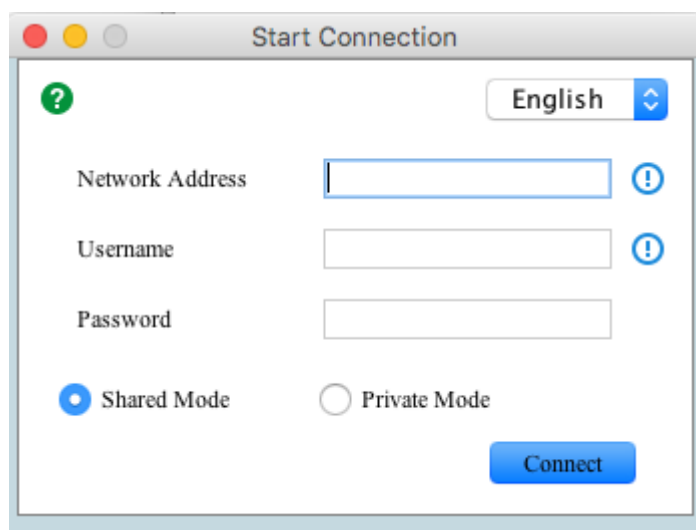 Start Connection
?
English
Network Address
!
Username
!
Password
Shared Mode
Private Mode
Connect